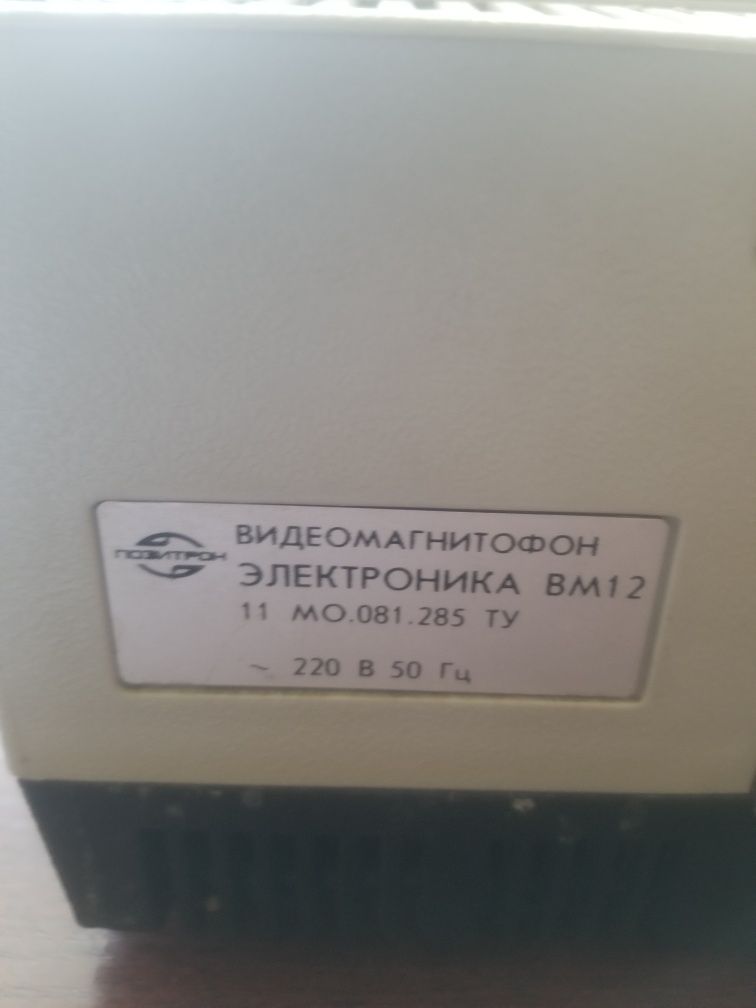 ПОЗИТРОН
ВИДЕОМАГНИТОФОН
ЭЛЕКТРОНИКА ВМ12
11 МО.081.285 ТУ
~ 220 В 50 Гц